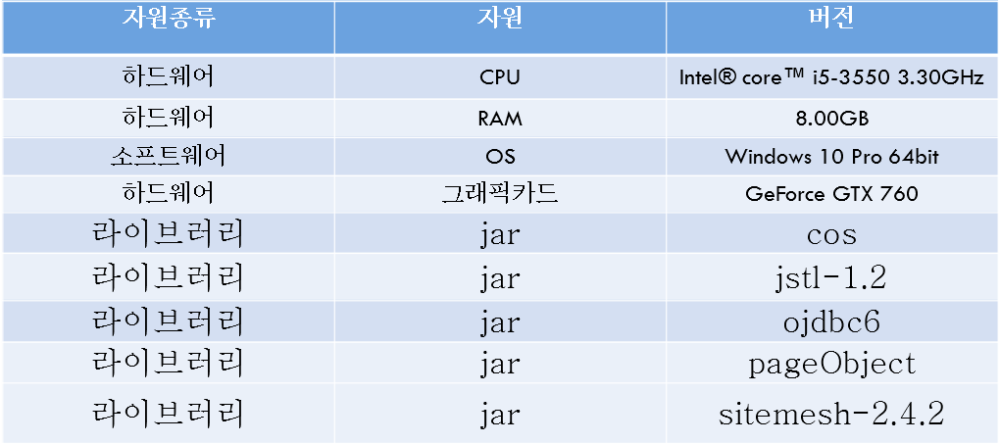 자원종류 자원 버전
하드웨어 CPU Intel® core™ i5-3550 3.30GHz
하드웨어 RAM 8.00GB
소프트웨어 OS Windows 10 Pro 64bit
하드웨어 그래픽카드 GeForce GTX 760
라이브러리 jar cos
라이브러리 jar jstl-1.2
라이브러리 jar ojdbc6
라이브러리 jar pageObject
라이브러리 jar sitemesh-2.4.2